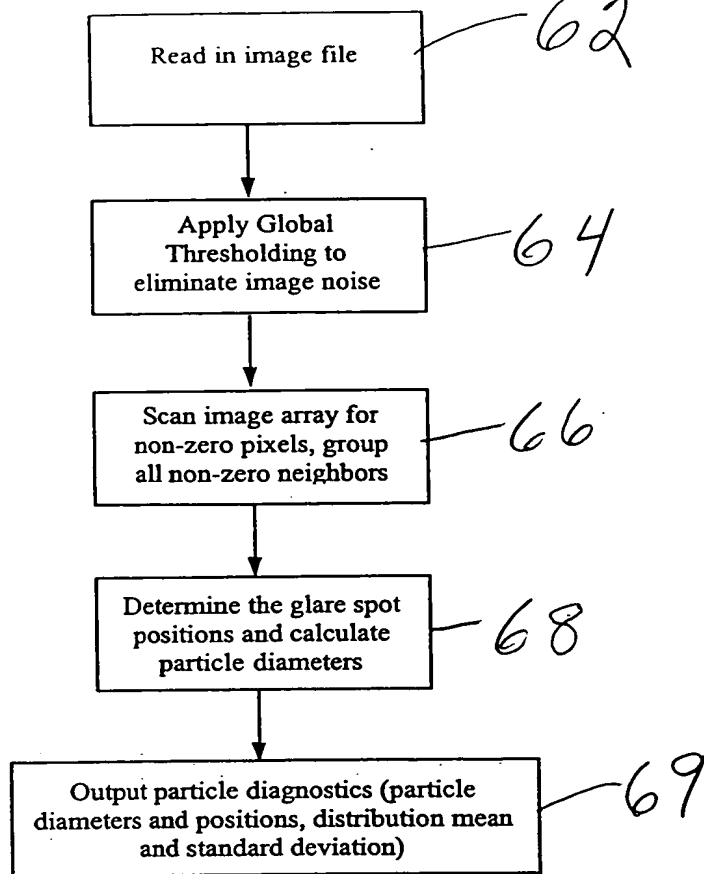 Read in image file
62
Apply Global
Thresholding to
eliminate image noise
64
Scan image array for
non-zero pixels, group
all non-zero neighbors
66
Determine the glare spot
positions and calculate
particle diameters
68
Output particle diagnostics (particle
diameters and positions, distribution mean
and standard deviation)
69